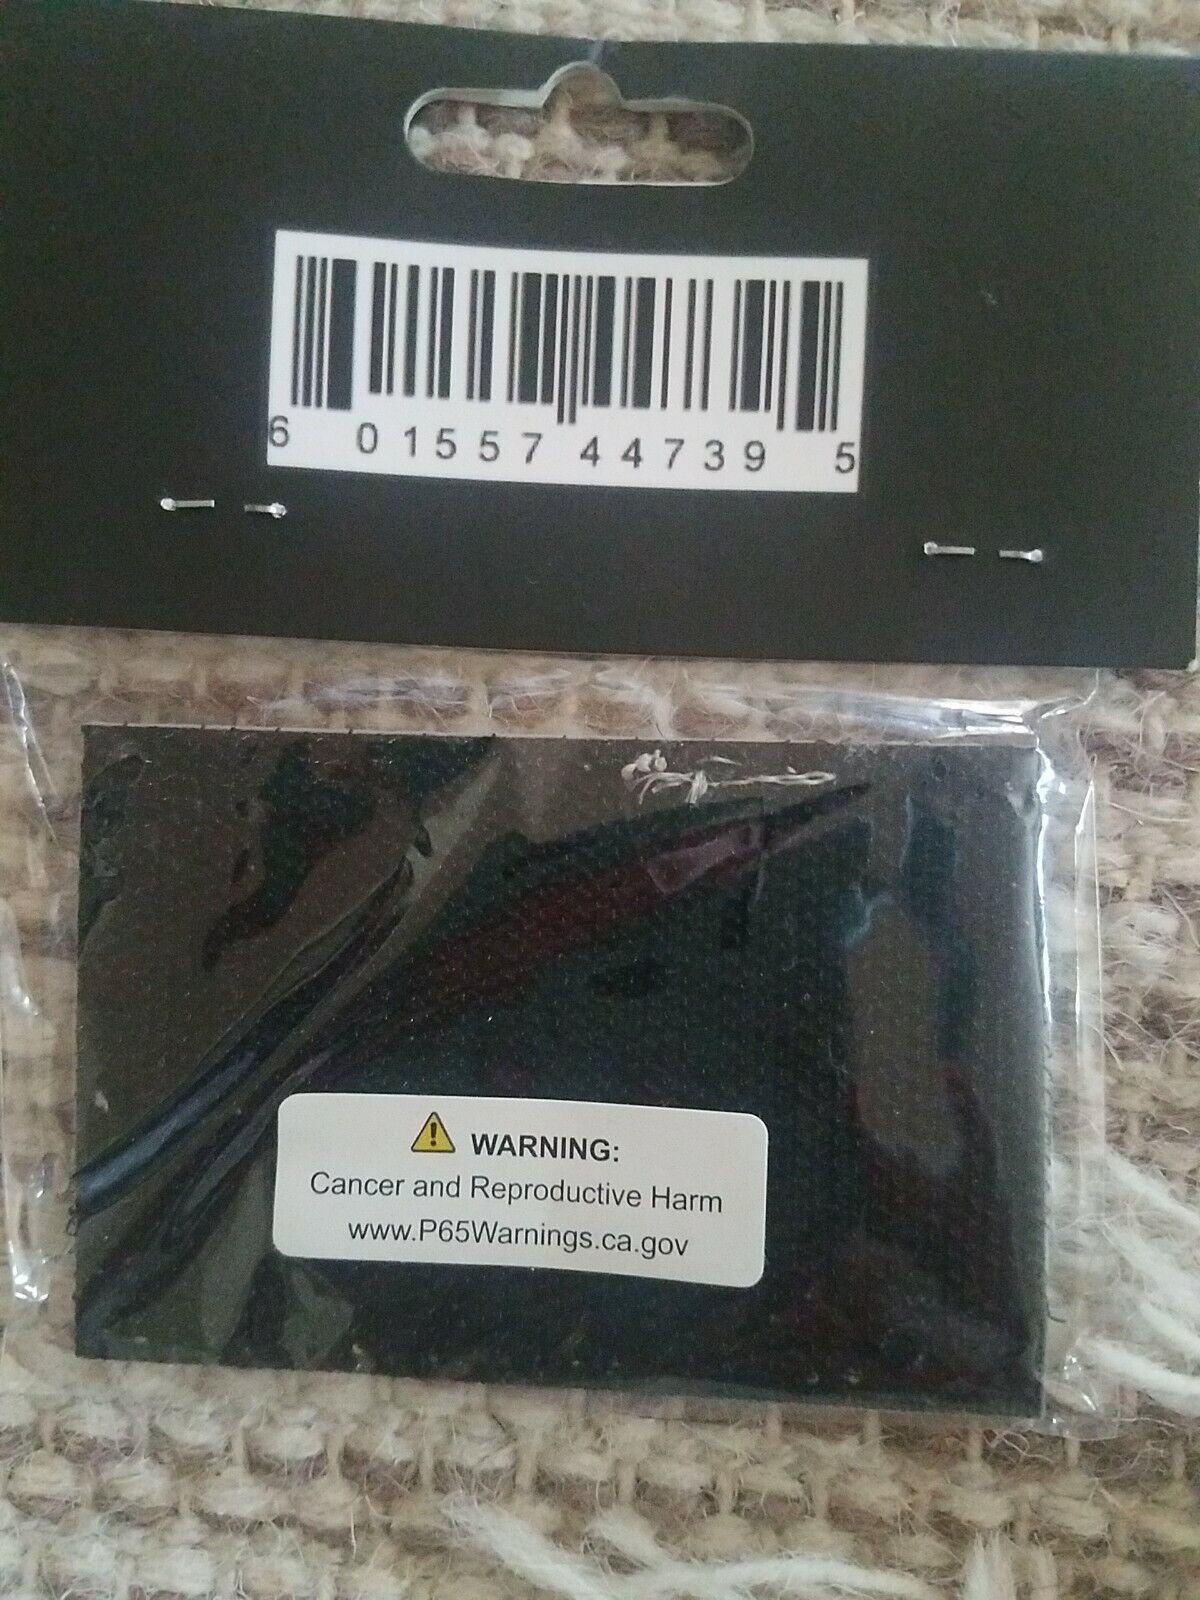 6 01557 44739 5
WARNING:
Cancer and Reproductive Harm
www.P65Warnings.ca.gov